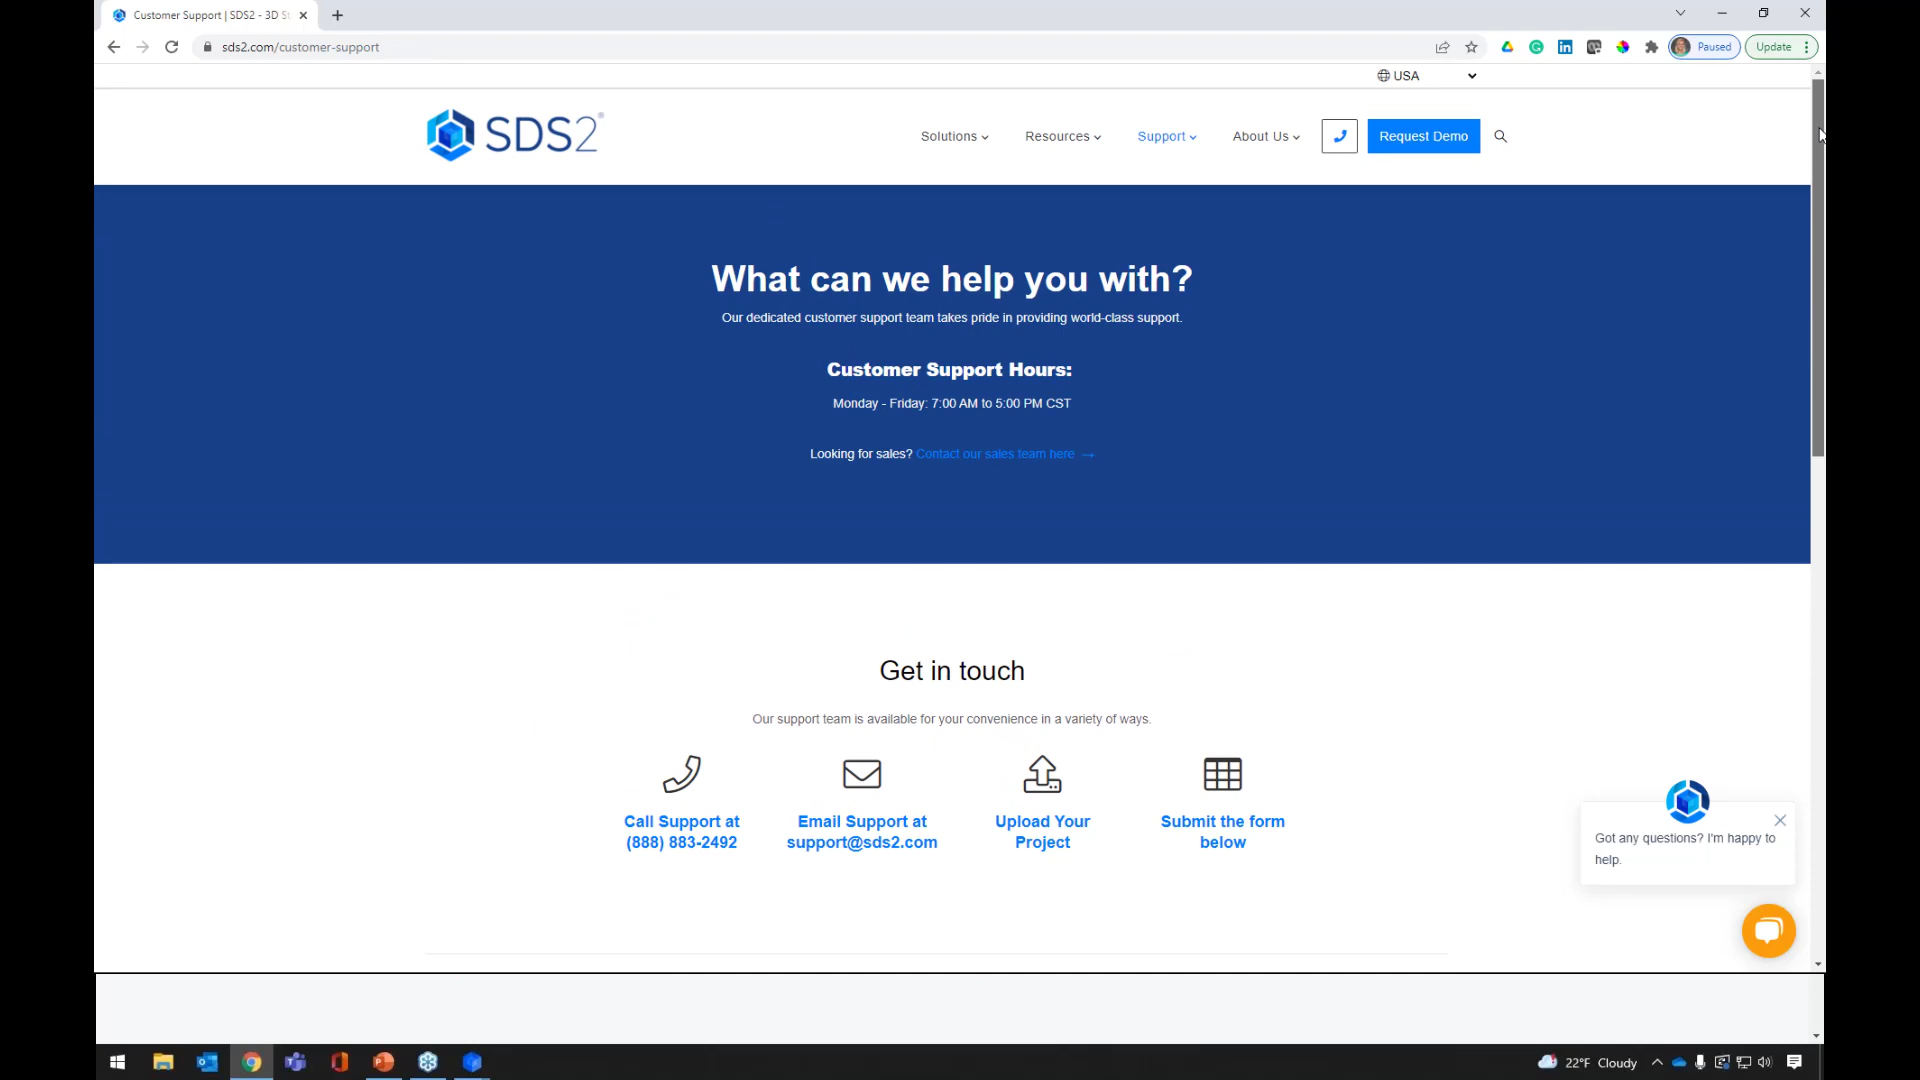 Customer Support | SDS2 - 3D St
sds2.com/customer-support
Paused
Update
USA
SDS2®
Solutions
Resources
Support
About Us
Request Demo
What can we help you with?
Our dedicated customer support team takes pride in providing world-class support.
Customer Support Hours:
Monday - Friday: 7:00 AM to 5:00 PM CST
Looking for sales? Contact our sales team here →
Get in touch
Our support team is available for your convenience in a variety of ways.
Call Support at
(888) 883-2492
Email Support at
support@sds2.com
Upload Your
Project
Submit the form
below
Got any questions? I'm happy to
help.
22°F Cloudy